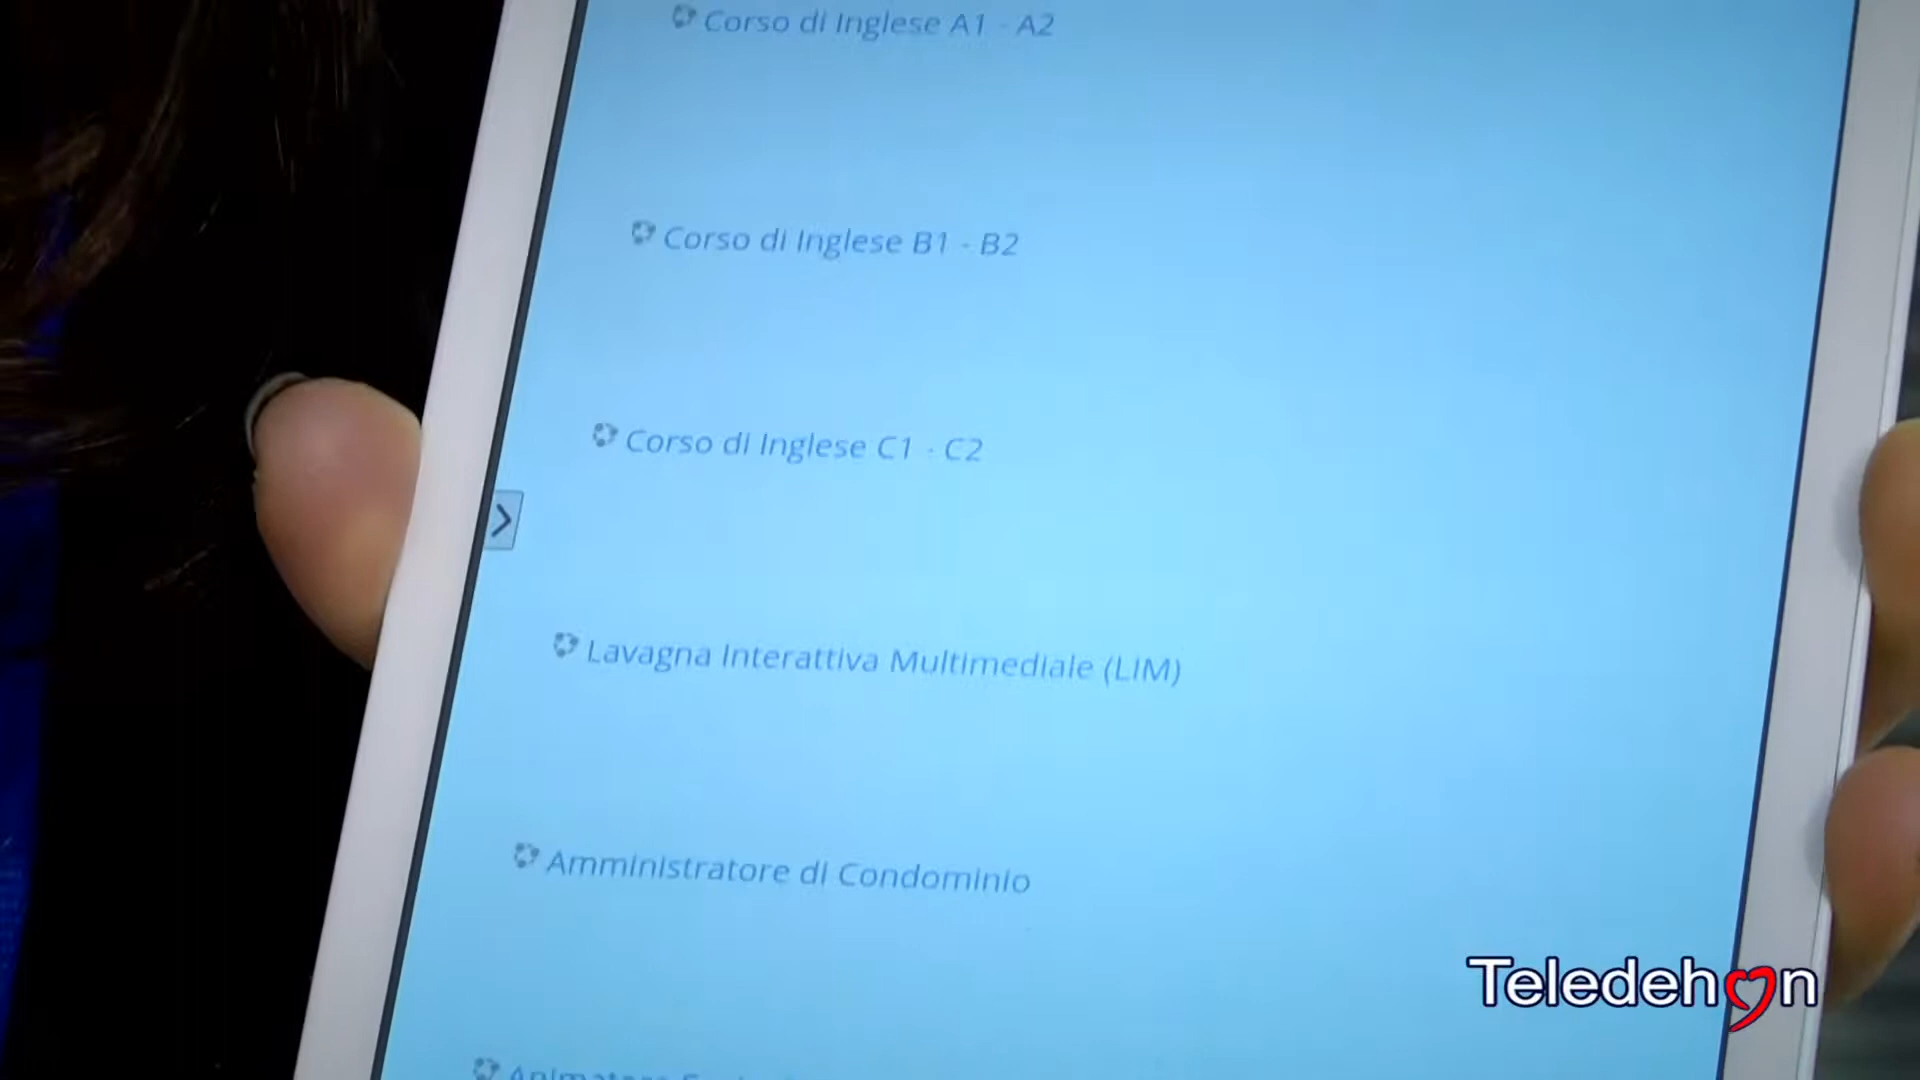 Corso di Inglese A1 - A2
Corso di Inglese B1 - B2
Corso di Inglese C1 - C2
Lavagna Interattiva Multimediale (LIM)
Amministratore di Condominio
Teledehon